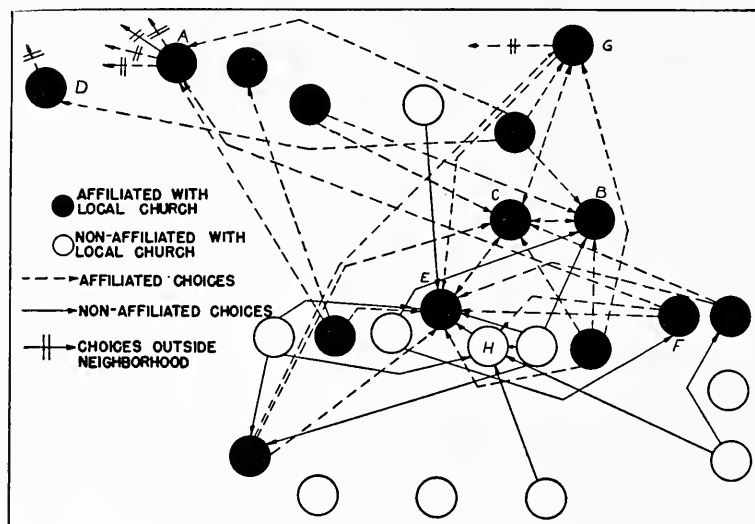 A
G
D
C
B
AFFILIATED WITH
LOCAL CHURCH
NON-AFFILIATED WITH
LOCAL CHURCH
AFFILIATED CHOICES
E
NON-AFFILIATED CHOICES
F
H
CHOICES OUTSIDE
NEIGHBORHOOD